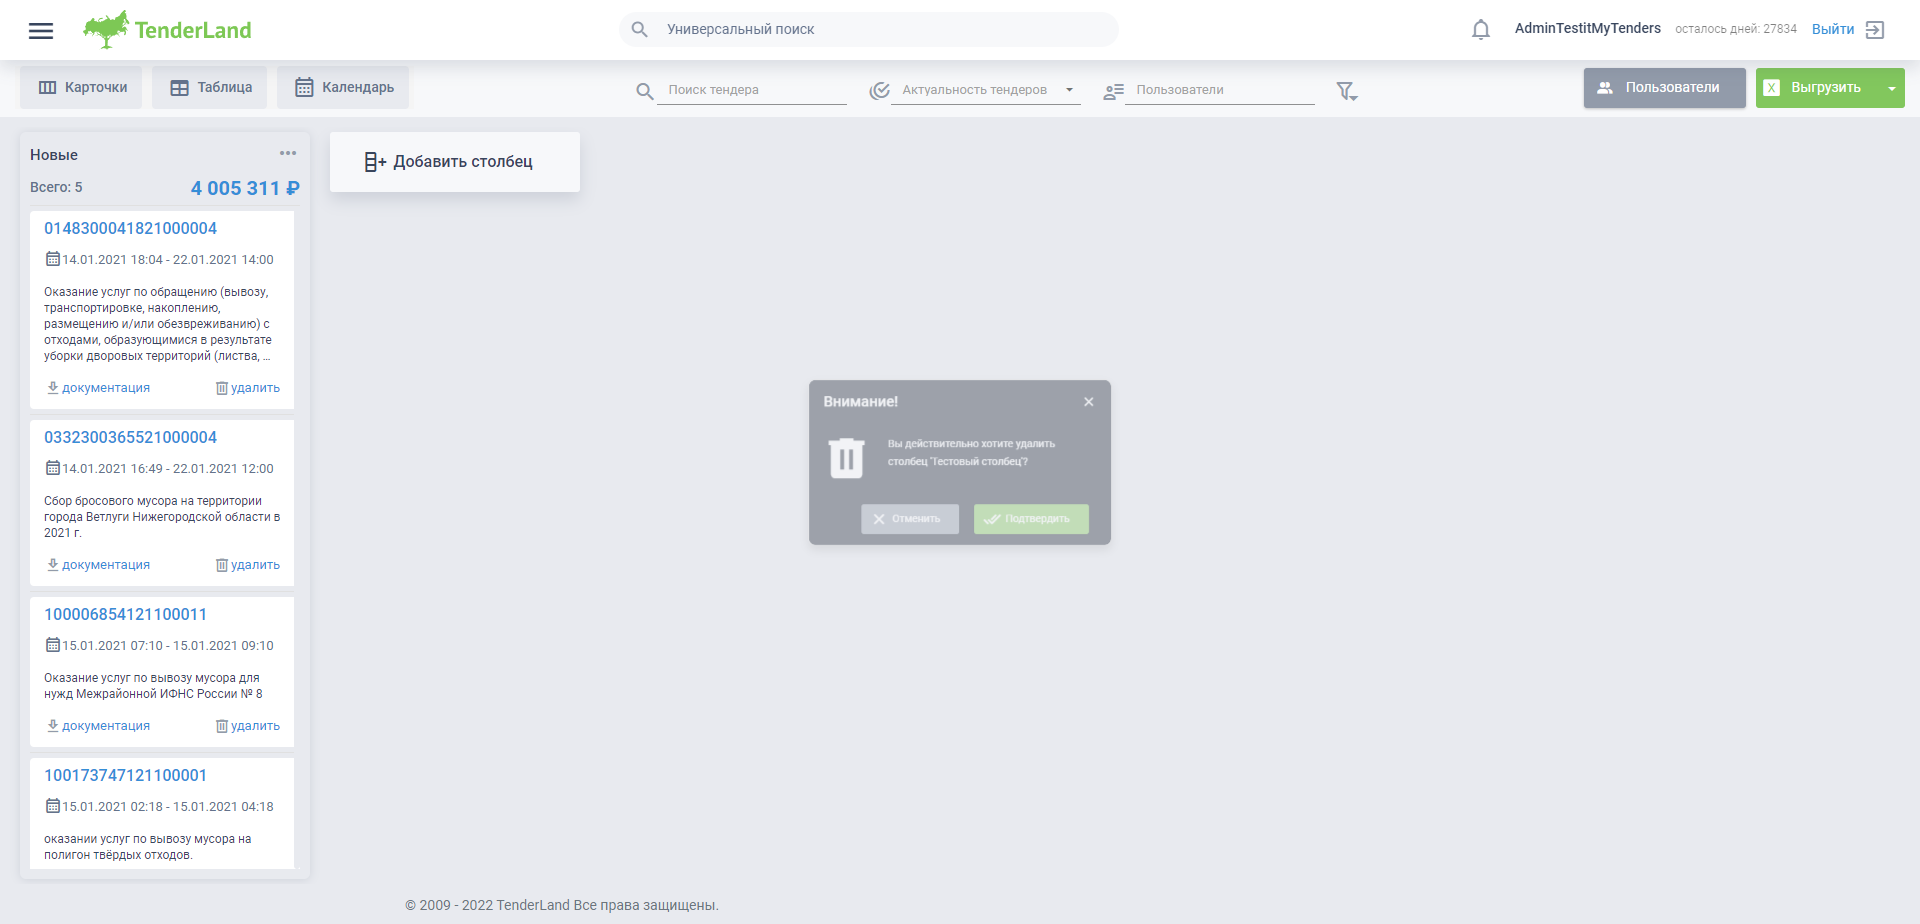 TenderLand
Универсальный поиск
AdminTestitMyTenders
осталось дней: 27834
Выйти
Карточки
Таблица
Календарь
Поиск тендера
Актуальность тендеров
Пользователи
Пользователи
X Выгрузить
Новые
Всего: 5
4 005 311 ₽
Добавить столбец
0148300041821000004
14.01.2021 18:04 - 22.01.2021 14:00
Оказание услуг по обращению (вывозу,
транспортировке, накоплению,
размещению и/или обезвреживанию) с
отходами, образующимися в результате
уборки дворовых территорий (листва, ...
документация
удалить
0332300365521000004
14.01.2021 16:49 - 22.01.2021 12:00
Сбор бросового мусора на территории
города Ветлуги Нижегородской области в
2021 г.
документация
удалить
100006854121100011
15.01.2021 07:10 - 15.01.2021 09:10
Оказание услуг по вывозу мусора для
нужд Межрайонной ИФНС России № 8
документация
удалить
100173747121100001
15.01.2021 02:18 - 15.01.2021 04:18
оказании услуг по вывозу мусора на
полигон твёрдых отходов.
Внимание!
Вы действительно хотите удалить
столбец 'Тестовый столбец'?
Отменить
Подтвердить
© 2009 - 2022 TenderLand Все права защищены.